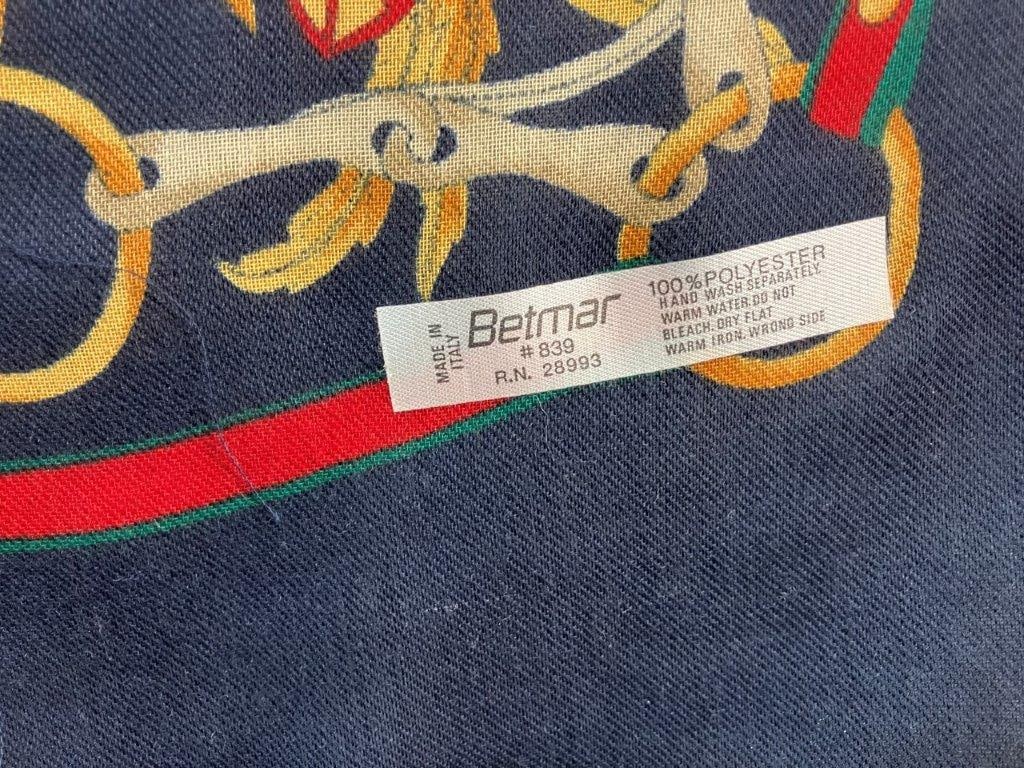 MADE IN
ITALY
Betmar
# 839
R.N. 28993
100% POLYESTER
HAND WASH SEPARATELY.
WARM WATER DO NOT
BLEACH. DRY FLAT
WARM IRON. WRONG SIDE